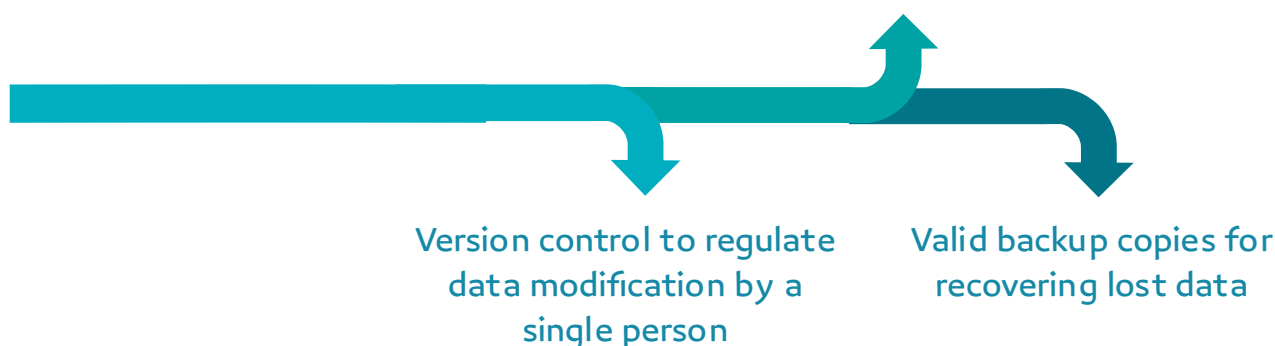 Version control to regulate
data modification by a
single person
Valid backup copies for
recovering lost data